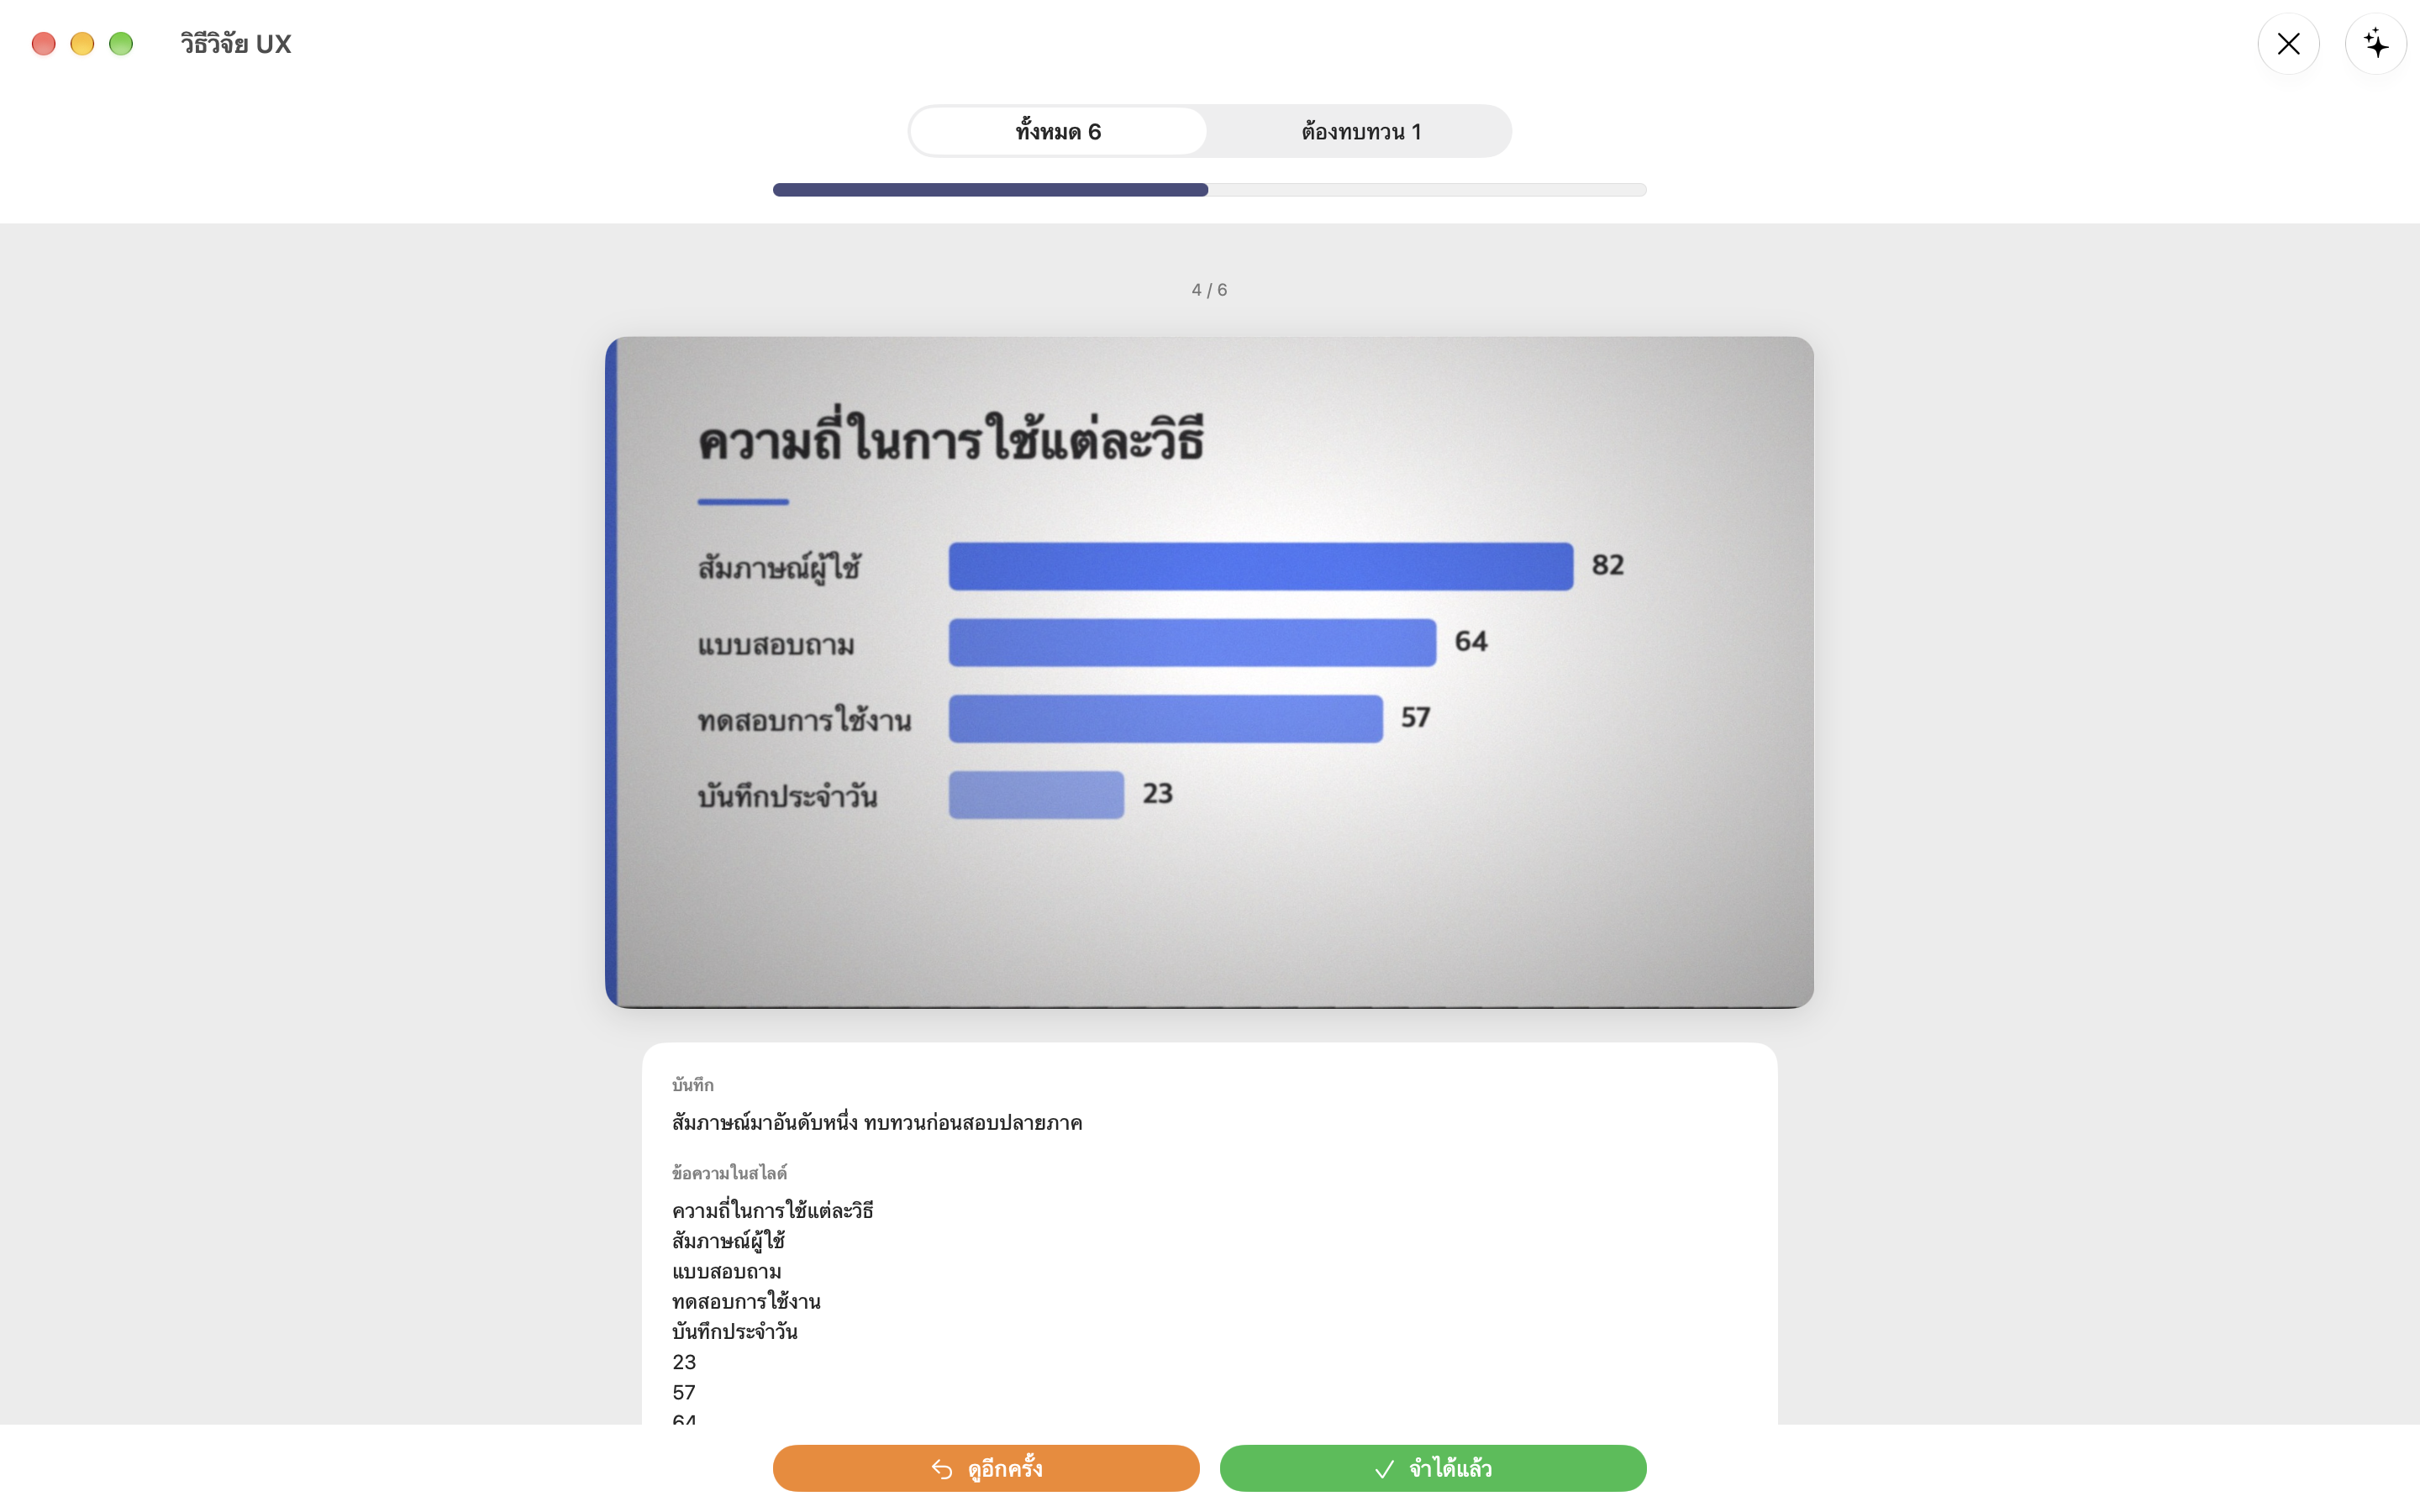 วิธีวิจัย UX
ทั้งหมด 6
ต้องทบทวน 1
4 / 6
ความถี่ในการใช้แต่ละวิธี
สัมภาษณ์ผู้ใช้ 82
แบบสอบถาม 64
ทดสอบการใช้งาน 57
บันทึกประจำวัน 23
บันทึก
สัมภาษณ์มาอันดับหนึ่ง ทบทวนก่อนสอบปลายภาค
ข้อความในสไลด์
ความถี่ในการใช้แต่ละวิธี
สัมภาษณ์ผู้ใช้
แบบสอบถาม
ทดสอบการใช้งาน
บันทึกประจำวัน
23
57
64
ดูอีกครั้ง
จำได้แล้ว